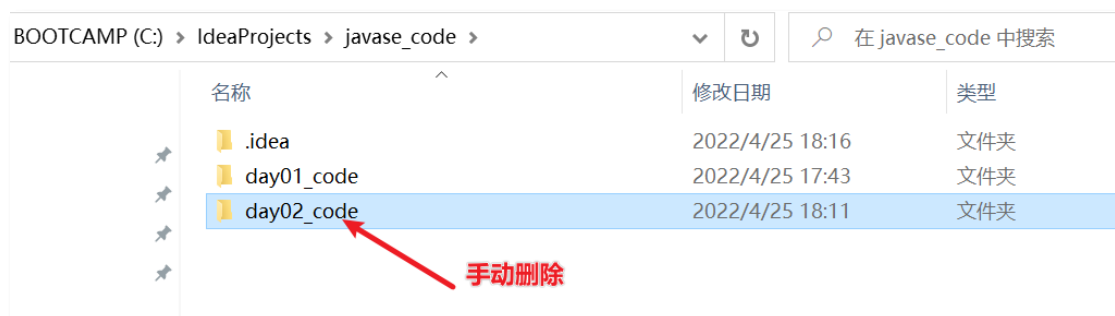 BOOTCAMP (C:) > IdeaProjects > javase_code > 在 javase_code 中搜索
名称 修改日期 类型
.idea 2022/4/25 18:16 文件夹
day01_code 2022/4/25 17:43 文件夹
day02_code 2022/4/25 18:11 文件夹
手动删除